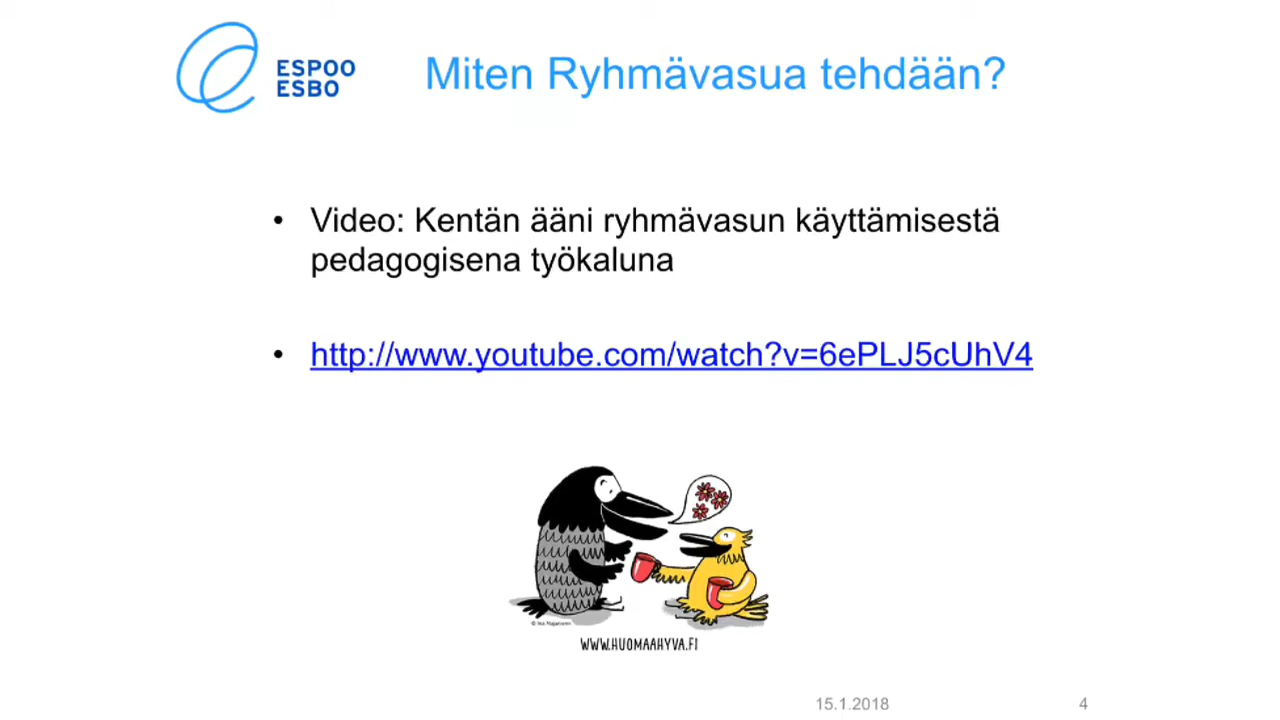 ESPOO
ESBO
Miten Ryhmävasua tehdään?
• Video: Kentän ääni ryhmävasun käyttämisestä
pedagogisena työkaluna
• http://www.youtube.com/watch?v=6ePLJ5cUhV4
WWW.HUOMAAHYVA.FI
15.1.2018
4